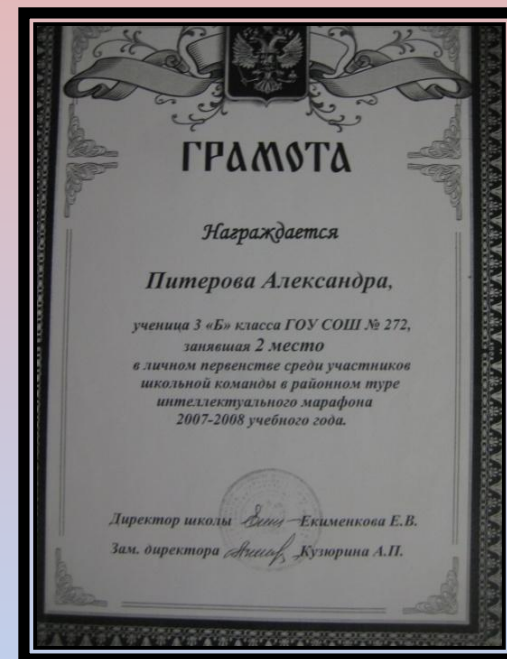 ГРАМОТА
Награждается
Питерова Александра,
ученица 3 «Б» класса ГОУ СОШ № 272,
занявшая 2 место
в личном первенстве среди участников
школьной команды в районном туре
интеллектуального марафона
2007-2008 учебного года.
Директор школы Екименкова Е.В.
Зам. директора Кузюрина А.П.